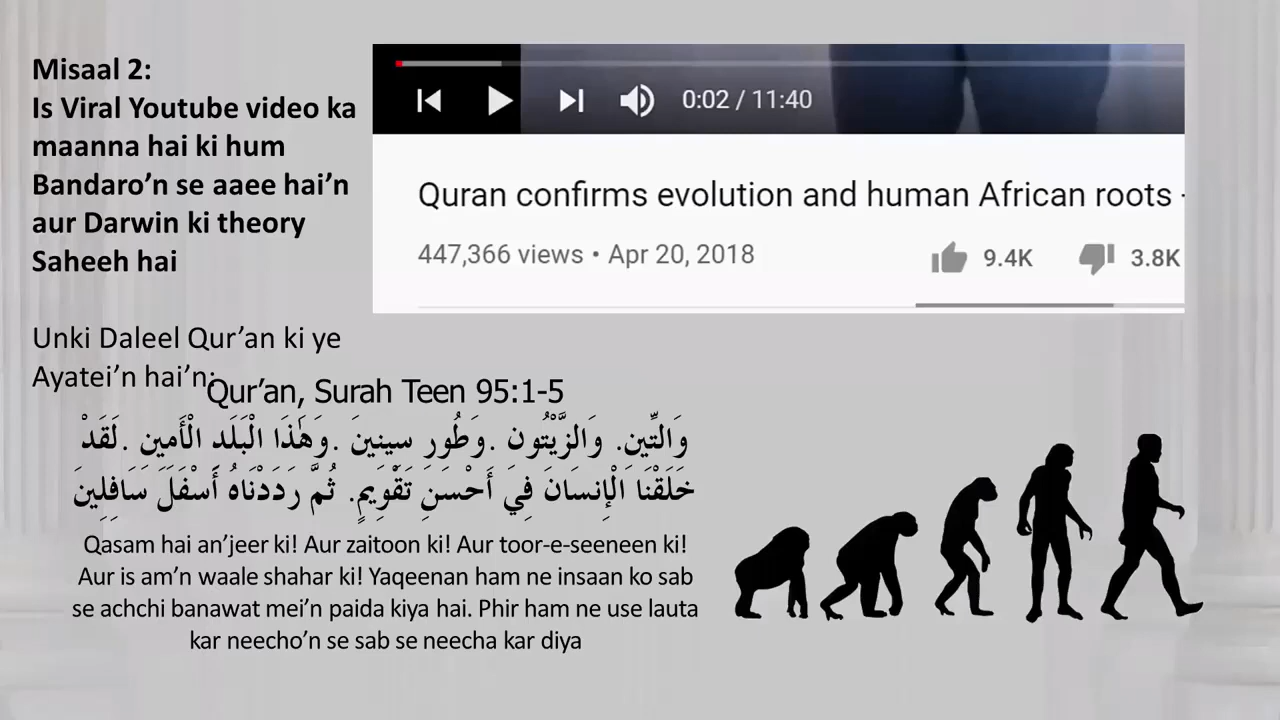 Misaal 2:
Is Viral Youtube video ka
maanna hai ki hum
Bandaro’n se aaee hai’n
aur Darwin ki theory
Saheeh hai
0:02 / 11:40
Quran confirms evolution and human African roots -
447,366 views • Apr 20, 2018
9.4K
3.8K
Unki Daleel Qur’an ki ye
Ayatei’n hai’n:
Qur’an, Surah Teen 95:1-5
وَالتِّينِ. وَالزَّيْتُونِ .وَطُورِ سِينِينَ .وَهَٰذَا الْبَلَدِ الْأَمِينِ .لَقَدْ
خَلَقْنَا الْإِنسَانَ فِي أَحْسَنِ تَقْوِيمٍ. ثُمَّ رَدَدْنَاهُ أَسْفَلَ سَافِلِينَ
Qasam hai an’jeer ki! Aur zaitoon ki! Aur toor-e-seeneen ki!
Aur is am’n waale shahar ki! Yaqeenan ham ne insaan ko sab
se achchi banawat mei’n paida kiya hai. Phir ham ne use lauta
kar neecho’n se sab se neecha kar diya